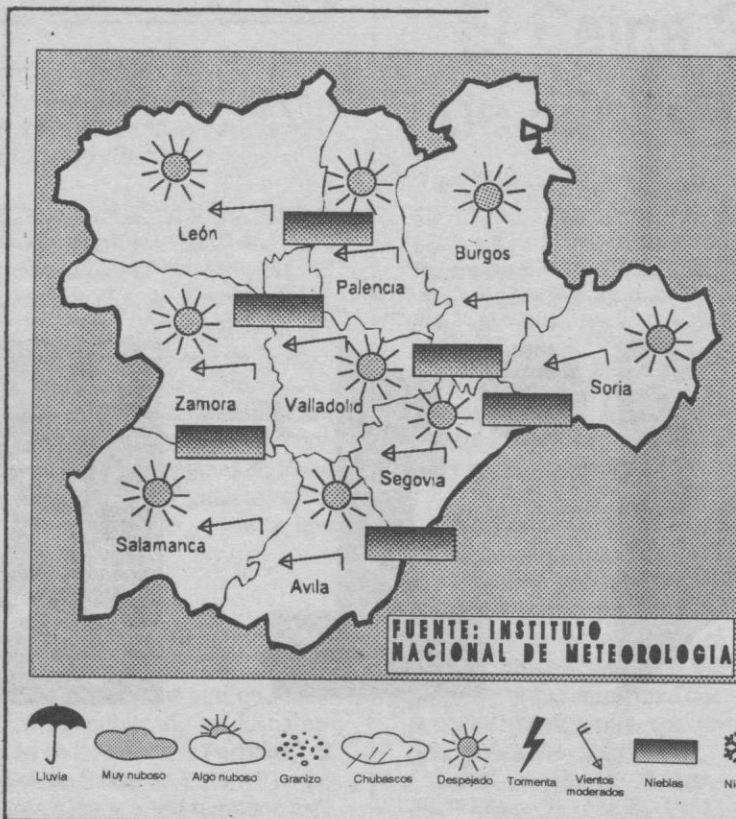 León
Palencia
Burgos
Zamora
Valladolid
Soria
Segovia
Salamanca
Avila
FUENTE: INSTITUTO
NACIONAL DE METEOROLOGIA
Lluvia
Muy nuboso
Algo nuboso
Granizo
Chubascos
Despejado
Tormenta
Vientos
moderados
Nieblas